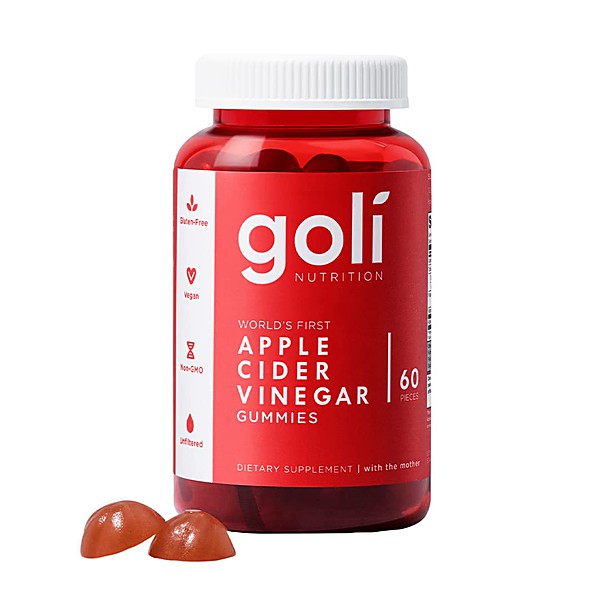 goli
NUTRITION
WORLD'S FIRST
APPLE
CIDER
VINEGAR
GUMMIES
60
PIECES
DIETARY SUPPLEMENT | with the mother
Gluten-Free
Vegan
Non-GMO
Unfiltered